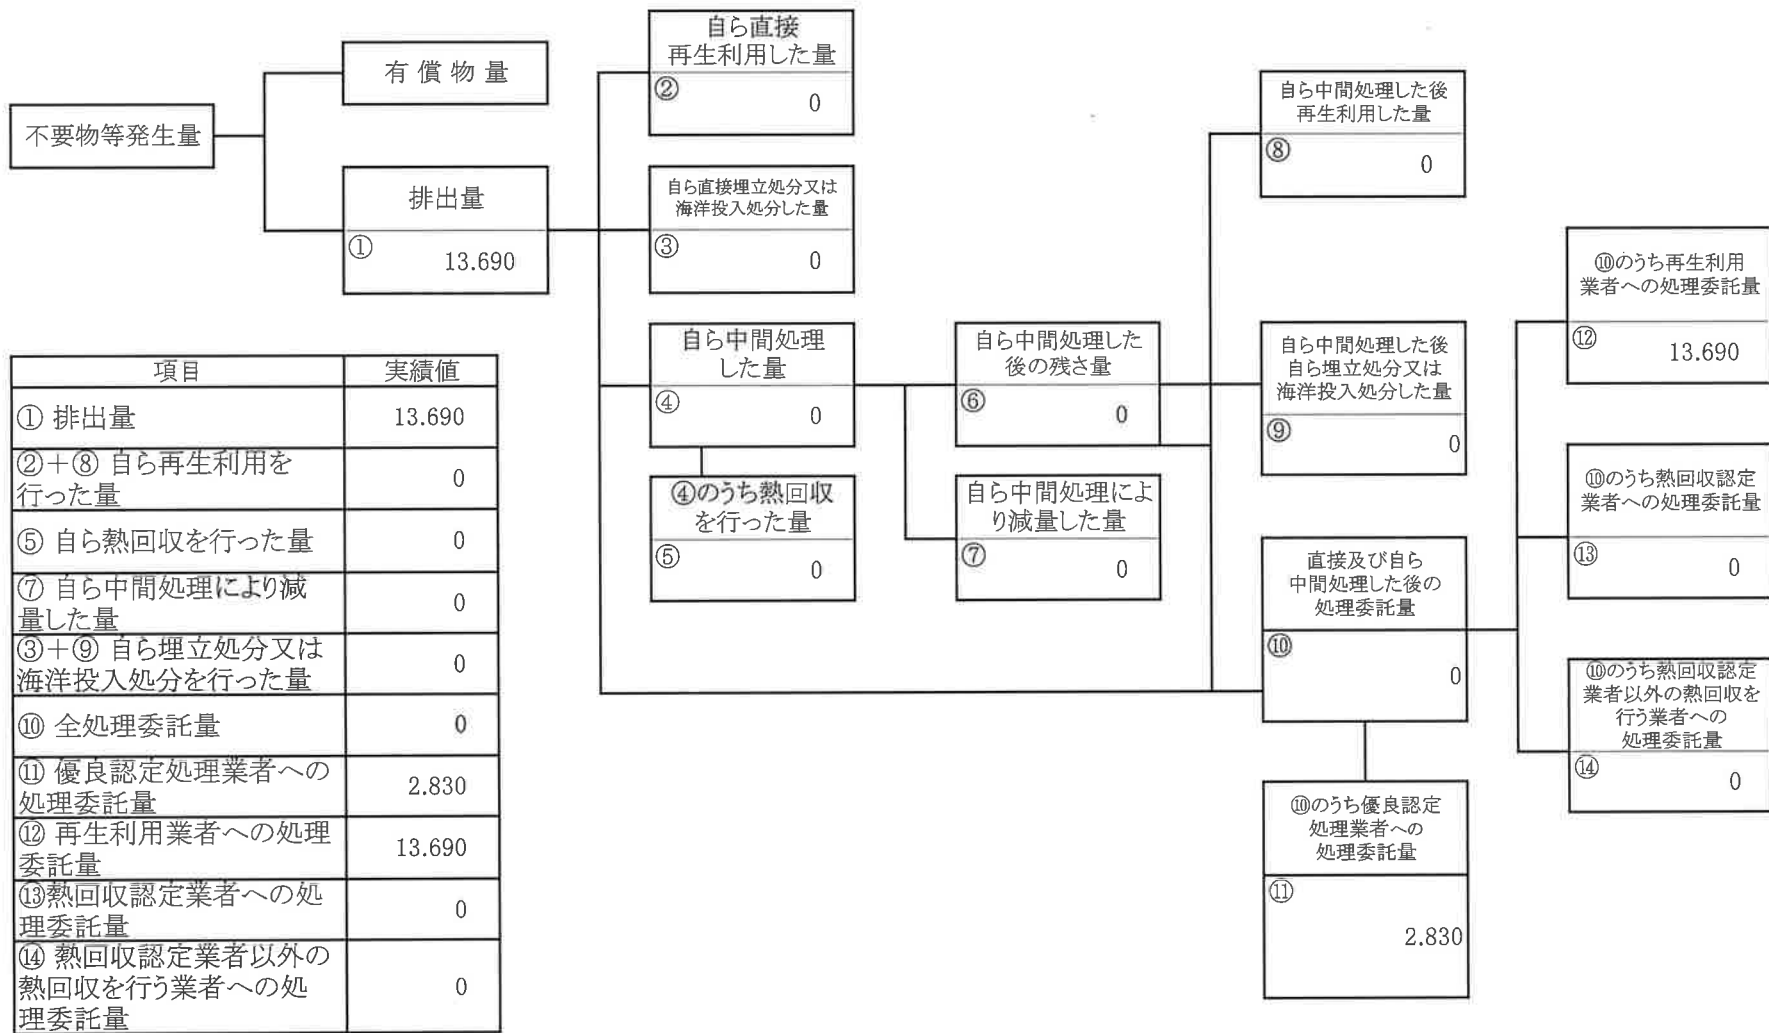 不要物等発生量
有償物量
排出量
①
13.690
自ら直接
再生利用した量
②
0
自ら直接埋立処分又は
海洋投入処分した量
③
0
自ら中間処理
した量
④
0
④のうち熱回収
を行った量
⑤
0
自ら中間処理した
後の残さ量
⑥
0
自ら中間処理によ
り減量した量
⑦
0
自ら中間処理した後
再生利用した量
⑧
0
自ら中間処理した後
自ら埋立処分又は
海洋投入処分した量
⑨
0
直接及び自ら
中間処理した後の
処理委託量
⑩
0
⑩のうち優良認定
処理業者への
処理委託量
⑪
2.830
⑩のうち再生利用
業者への処理委託量
⑫
13.690
⑩のうち熱回収認定
業者への処理委託量
⑬
0
⑩のうち熱回収認定
業者以外の熱回収を
行う業者への
処理委託量
⑭
0
項目 実績値
① 排出量 13.690
②+⑧ 自ら再生利用を
行った量 0
⑤ 自ら熱回収を行った量 0
⑦ 自ら中間処理により減
量した量 0
③+⑨ 自ら埋立処分又は
海洋投入処分を行った量 0
⑩ 全処理委託量 0
⑪ 優良認定処理業者への
処理委託量 2.830
⑫ 再生利用業者への処理
委託量 13.690
⑬熱回収認定業者への処
理委託量 0
⑭ 熱回収認定業者以外の
熱回収を行う業者への処
理委託量 0